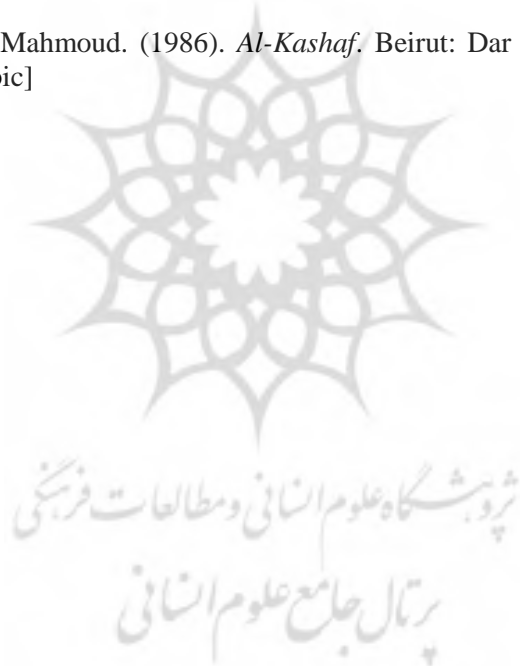 Mahmoud. (1986). Al-Kashaf. Beirut: Dar
bic]
پژوهشگاه علوم انسانی و مطالعات فرهنگی
پرتال جامع علوم انسانی